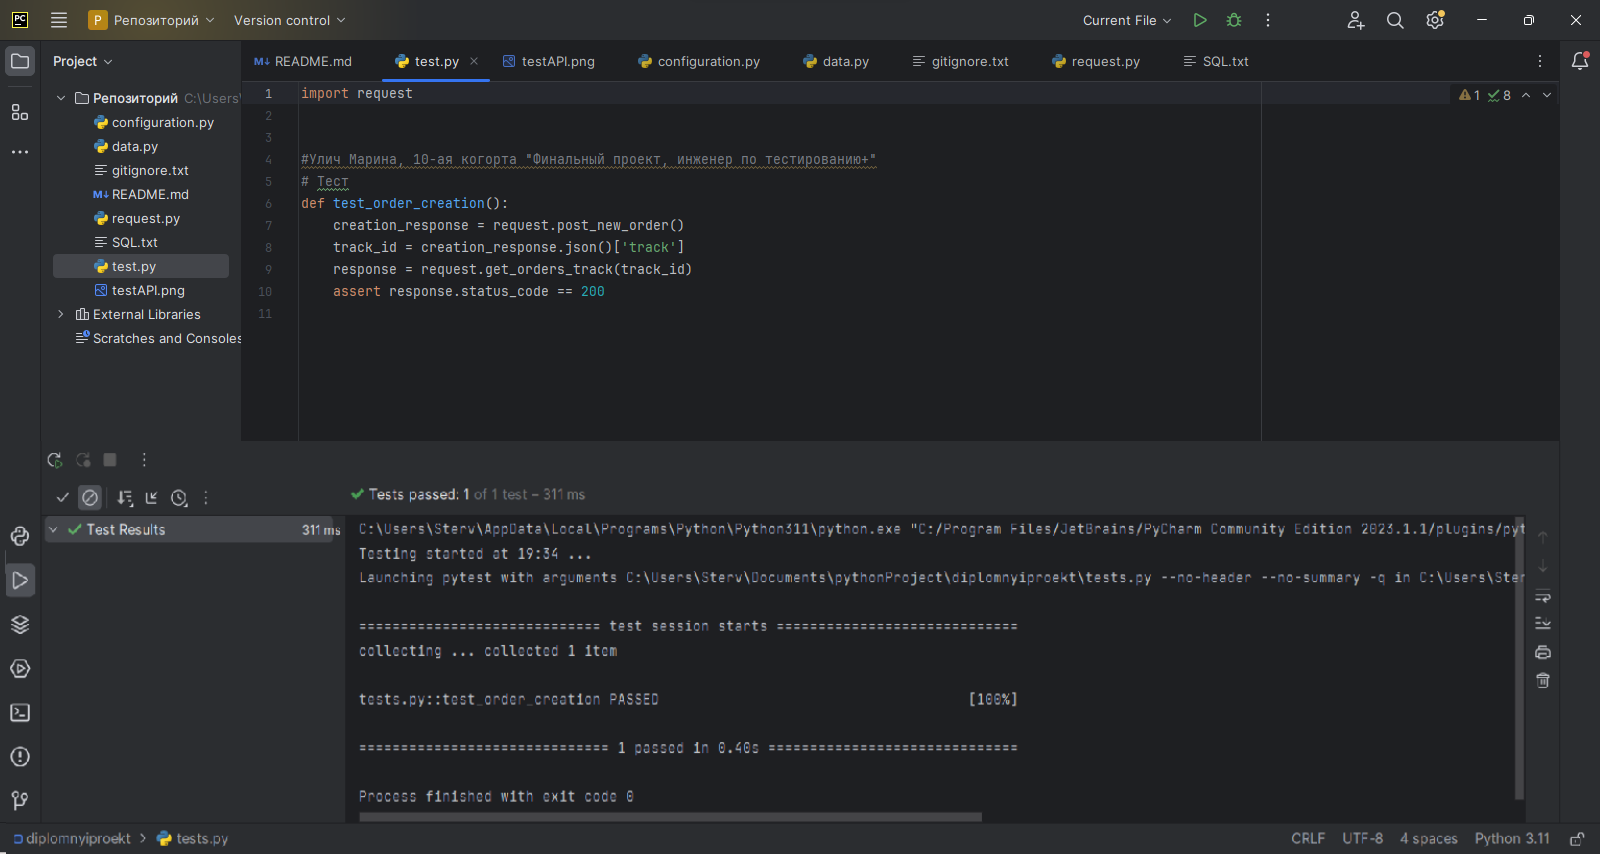 PC
P Репозиторий
Version control
Current File
Project
README.md
test.py
testAPI.png
configuration.py
data.py
gitignore.txt
request.py
SQL.txt
Репозиторий C:\Users\
configuration.py
data.py
gitignore.txt
README.md
request.py
SQL.txt
test.py
testAPI.png
External Libraries
Scratches and Consoles
1 import request
2
3
4 #Улич Марина, 10-ая когорта "Финальный проект, инженер по тестированию+"
5 # Тест
6 def test_order_creation():
7 creation_response = request.post_new_order()
8 track_id = creation_response.json()['track']
9 response = request.get_orders_track(track_id)
10 assert response.status_code == 200
11
1 8
Tests passed: 1 of 1 test – 311 ms
Test Results 311 ms
C:\Users\Sterv\AppData\Local\Programs\Python\Python311\python.exe "C:/Program Files/JetBrains/PyCharm Community Edition 2023.1.1/plugins/pyt
Testing started at 19:34 ...
Launching pytest with arguments C:\Users\Sterv\Documents\pythonProject\diplomnyiproekt\tests.py --no-header --no-summary -q in C:\Users\Ster
============================= test session starts =============================
collecting ... collected 1 item
tests.py::test_order_creation PASSED [100%]
============================== 1 passed in 0.40s ==============================
Process finished with exit code 0
diplomnyiproekt > tests.py
CRLF UTF-8 4 spaces Python 3.11